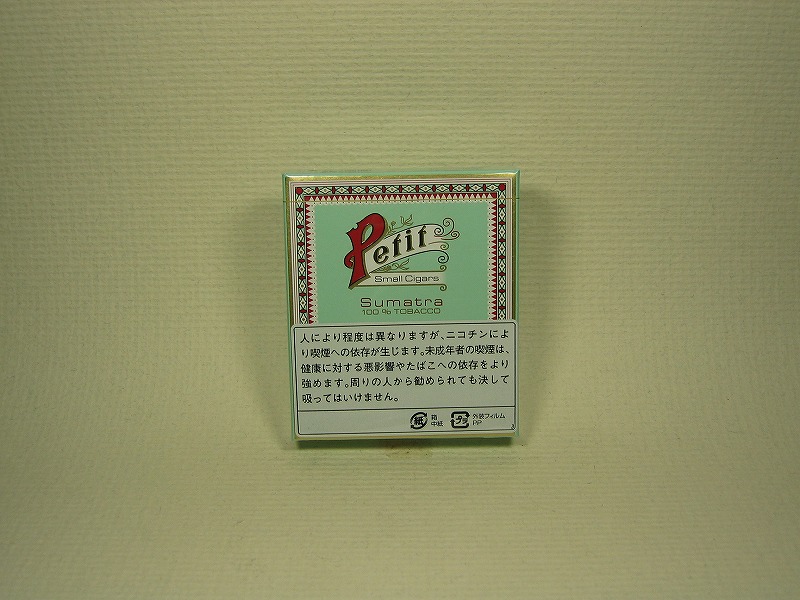 Petit
Small Cigars
Sumatra
100 % TOBACCO
人により程度は異なりますが、ニコチンによ
り喫煙への依存が生じます。未成年者の喫煙は、
健康に対する悪影響やたばこへの依存をより
強めます。周りの人から勧められても決して
吸ってはいけません。
紙 箱 中紙 プラ 外装フィルム PP